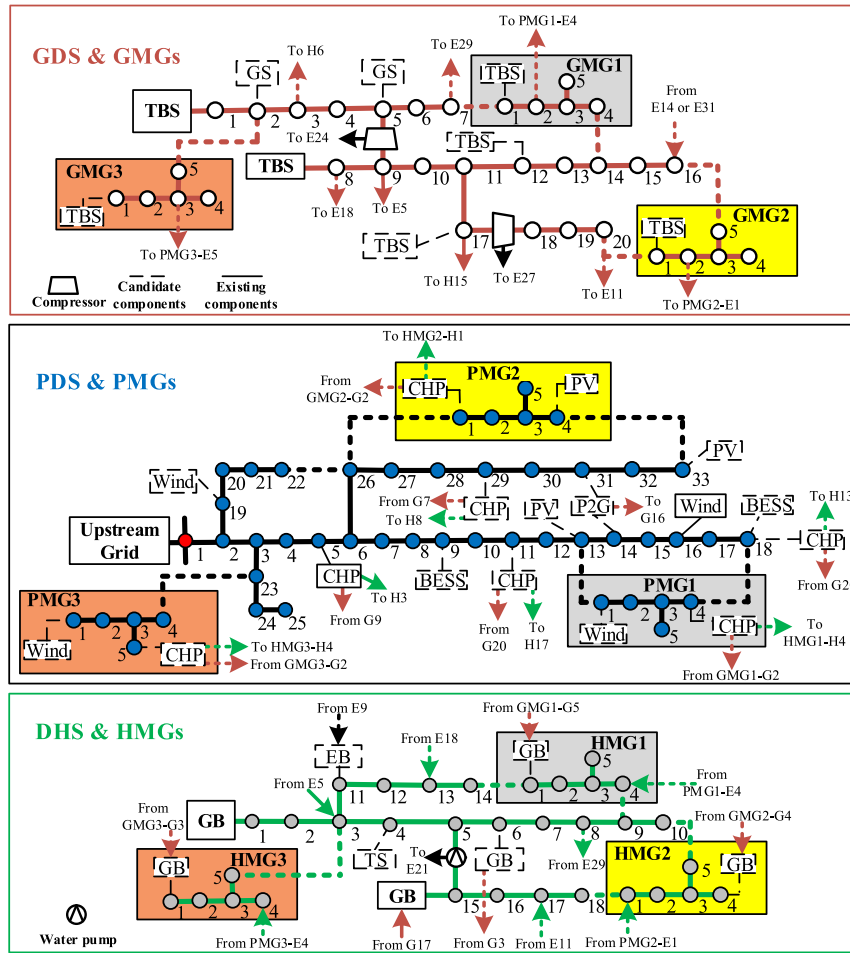 GDS & GMGs
To H6
To E29
To PMG1-E4
GS
GS
TBS
GMG1
5
From
E14 or E31
TBS
1
2
3
4
5
6
7
1
2
3
4
To E24
TBS
GMG3
5
TBS
8
9
10
11
12
13
14
15
16
1
2
3
4
TBS
To E18
To E5
GMG2
TBS
5
TBS
17
18
19
20
1
2
3
4
To PMG3-E5
To H15
To E27
To E11
To PMG2-E1
Compressor
Candidate
components
Existing
components
PDS & PMGs
To HMG2-H1
PMG2
From
GMG2-G2
CHP
5
PV
1
2
3
4
PV
Wind
20
21
22
26
27
28
29
30
31
32
33
19
From G7
To H8
CHP
PV
P2G
To
G16
Wind
BESS
To H13
Upstream
Grid
1
2
3
4
5
6
7
8
9
10
11
12
13
14
15
16
17
18
CHP
CHP
BESS
CHP
From G20
23
To H3
PMG1
PMG3
24
25
From G9
From
G20
To
H17
1
2
3
4
5
Wind
CHP
To
HMG1-H4
1
2
3
4
5
Wind
CHP
To HMG3-H4
From GMG3-G2
From GMG1-G2
DHS & HMGs
From E9
From GMG1-G5
EB
From E18
GB
HMG1
5
From E5
11
12
13
14
1
2
3
4
From
PMG1-E4
From
GMG3-G3
GB
1
2
3
4
5
6
7
8
9
10
From GMG2-G4
GB
HMG3
TS
To
E21
GB
From E29
HMG2
GB
5
5
1
2
3
4
GB
15
16
17
18
1
2
3
4
Water pump
From PMG3-E4
From G17
From G3
From E11
From PMG2-E1